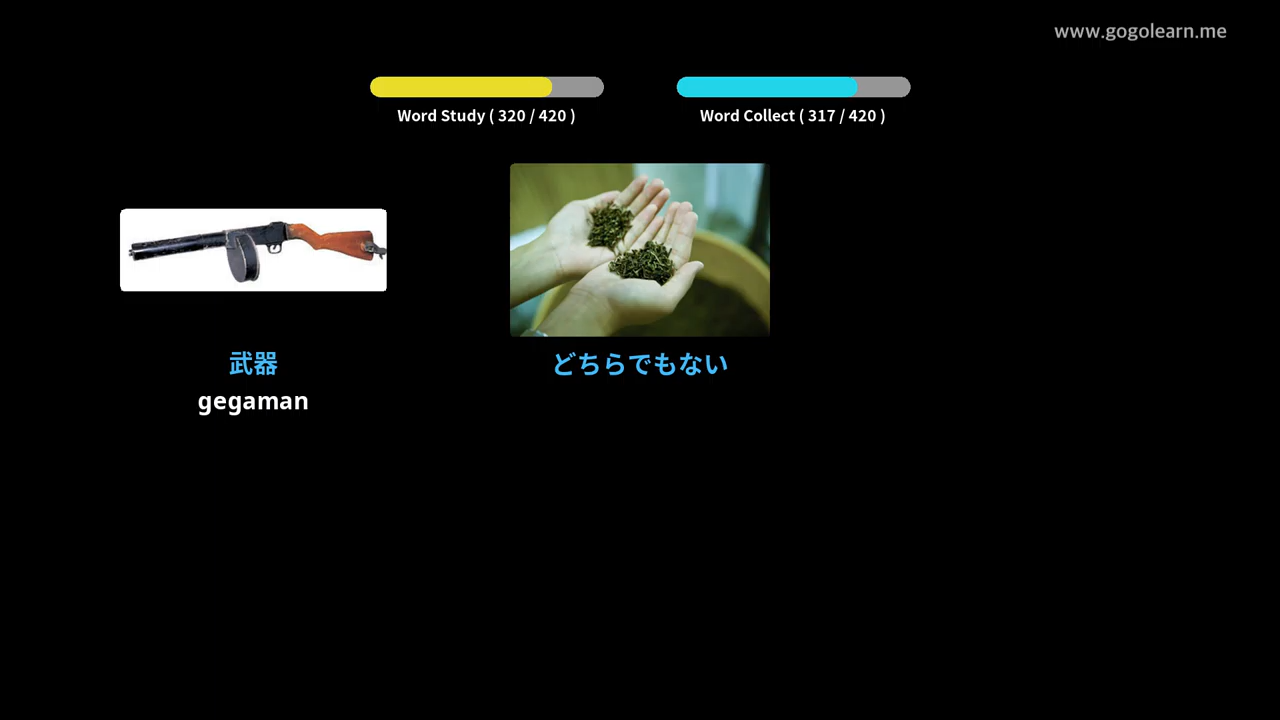 www.gogolearn.me
Word Study ( 320 / 420 )
Word Collect ( 317 / 420 )
武器
gegaman
どちらでもない